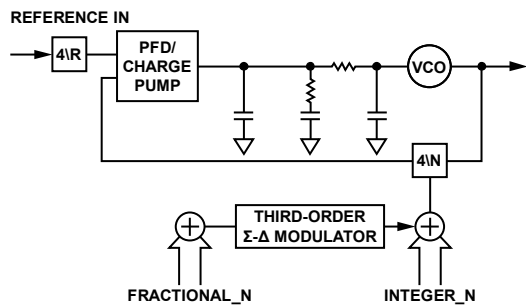 REFERENCE IN
4\R
PFD/
CHARGE
PUMP
VCO
4\N
THIRD-ORDER
Σ-Δ MODULATOR
FRACTIONAL_N
INTEGER_N